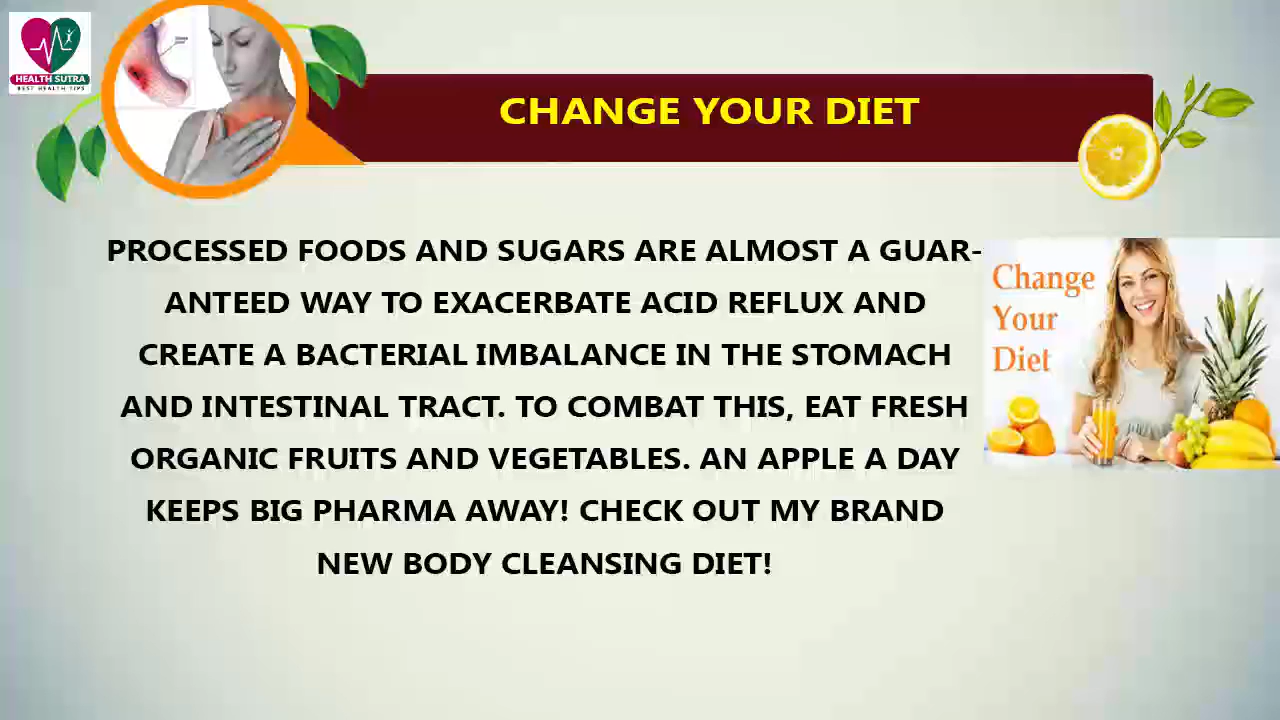 HEALTH SUTRA
BEST HEALTH TIPS
CHANGE YOUR DIET
PROCESSED FOODS AND SUGARS ARE ALMOST A GUAR-
ANTEED WAY TO EXACERBATE ACID REFLUX AND
CREATE A BACTERIAL IMBALANCE IN THE STOMACH
AND INTESTINAL TRACT. TO COMBAT THIS, EAT FRESH
ORGANIC FRUITS AND VEGETABLES. AN APPLE A DAY
KEEPS BIG PHARMA AWAY! CHECK OUT MY BRAND
NEW BODY CLEANSING DIET!
Change
Your
Diet